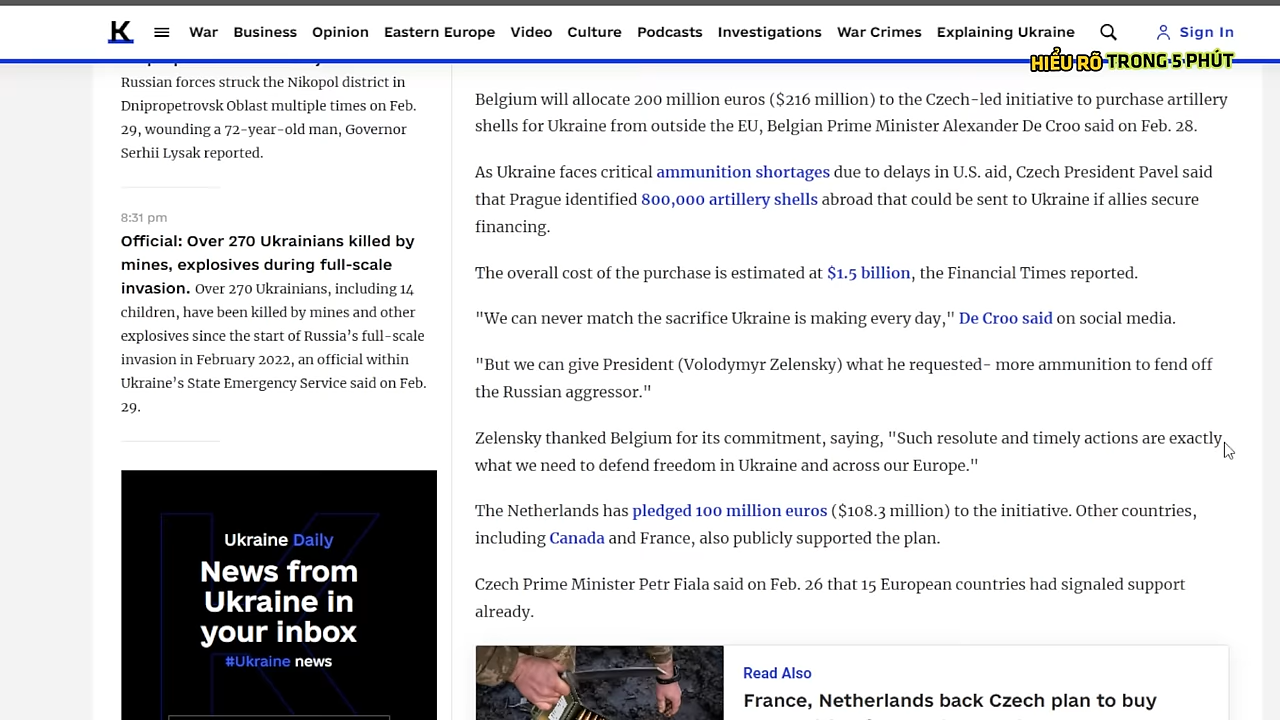 K War Business Opinion Eastern Europe Video Culture Podcasts Investigations War Crimes Explaining Ukraine Sign In
HIỂU RÕ TRONG 5 PHÚT
Russian forces struck the Nikopol district in
Dnipropetrovsk Oblast multiple times on Feb.
29, wounding a 72-year-old man, Governor
Serhii Lysak reported.
8:31 pm
Official: Over 270 Ukrainians killed by
mines, explosives during full-scale
invasion. Over 270 Ukrainians, including 14
children, have been killed by mines and other
explosives since the start of Russia's full-scale
invasion in February 2022, an official within
Ukraine's State Emergency Service said on Feb.
29.
Ukraine Daily
News from
Ukraine in
your inbox
#Ukraine news
Belgium will allocate 200 million euros ($216 million) to the Czech-led initiative to purchase artillery
shells for Ukraine from outside the EU, Belgian Prime Minister Alexander De Croo said on Feb. 28.
As Ukraine faces critical ammunition shortages due to delays in U.S. aid, Czech President Pavel said
that Prague identified 800,000 artillery shells abroad that could be sent to Ukraine if allies secure
financing.
The overall cost of the purchase is estimated at $1.5 billion, the Financial Times reported.
"We can never match the sacrifice Ukraine is making every day," De Croo said on social media.
"But we can give President (Volodymyr Zelensky) what he requested- more ammunition to fend off
the Russian aggressor."
Zelensky thanked Belgium for its commitment, saying, "Such resolute and timely actions are exactly
what we need to defend freedom in Ukraine and across our Europe."
The Netherlands has pledged 100 million euros ($108.3 million) to the initiative. Other countries,
including Canada and France, also publicly supported the plan.
Czech Prime Minister Petr Fiala said on Feb. 26 that 15 European countries had signaled support
already.
Read Also
France, Netherlands back Czech plan to buy